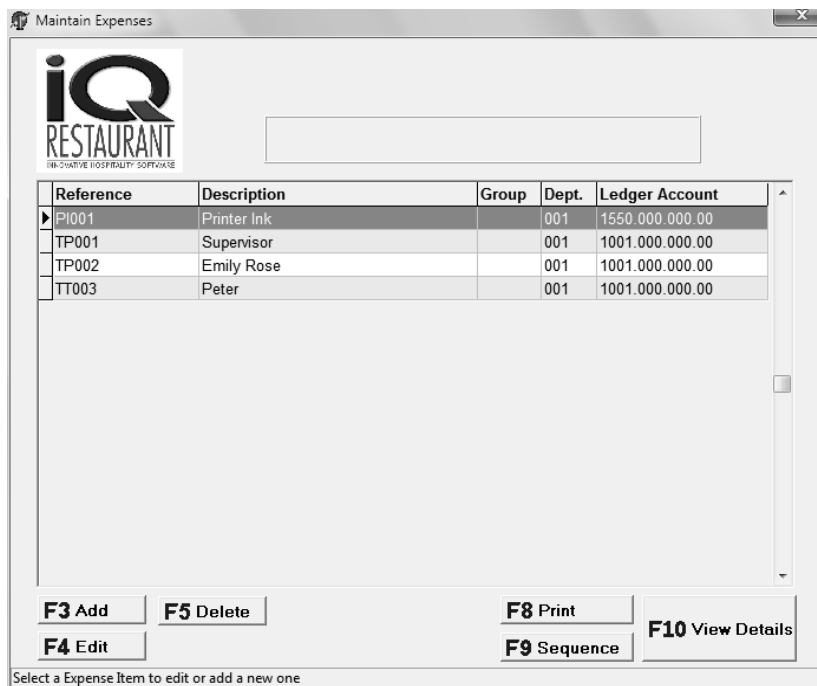 Maintain Expenses
iQ
RESTAURANT
INNOVATIVE HOSPITALITY SOFTWARE
Reference Description Group Dept. Ledger Account
PI001 Printer Ink 001 1550.000.000.00
TP001 Supervisor 001 1001.000.000.00
TP002 Emily Rose 001 1001.000.000.00
TT003 Peter 001 1001.000.000.00
F3 Add F5 Delete F8 Print
F10 View Details
F4 Edit F9 Sequence
Select a Expense Item to edit or add a new one